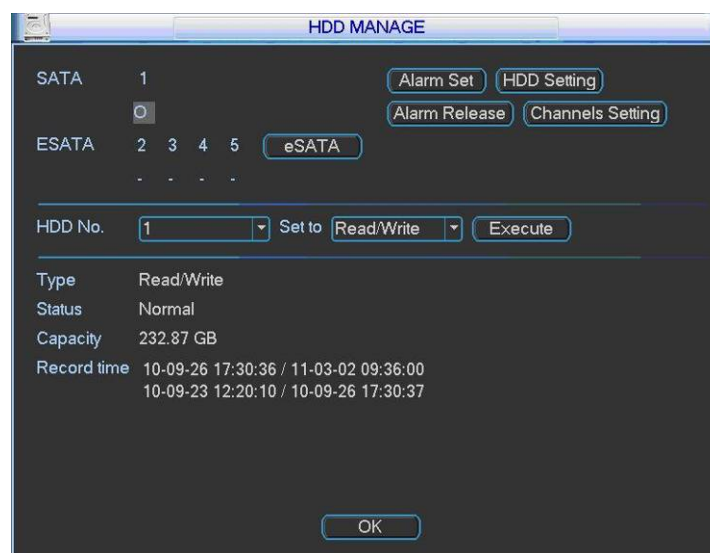 HDD MANAGE
SATA 1 Alarm Set HDD Setting
O Alarm Release Channels Setting
ESATA 2 3 4 5 eSATA
- - - -
HDD No. 1 Set to Read/Write Execute
Type Read/Write
Status Normal
Capacity 232.87 GB
Record time 10-09-26 17:30:36 / 11-03-02 09:36:00
10-09-23 12:20:10 / 10-09-26 17:30:37
OK